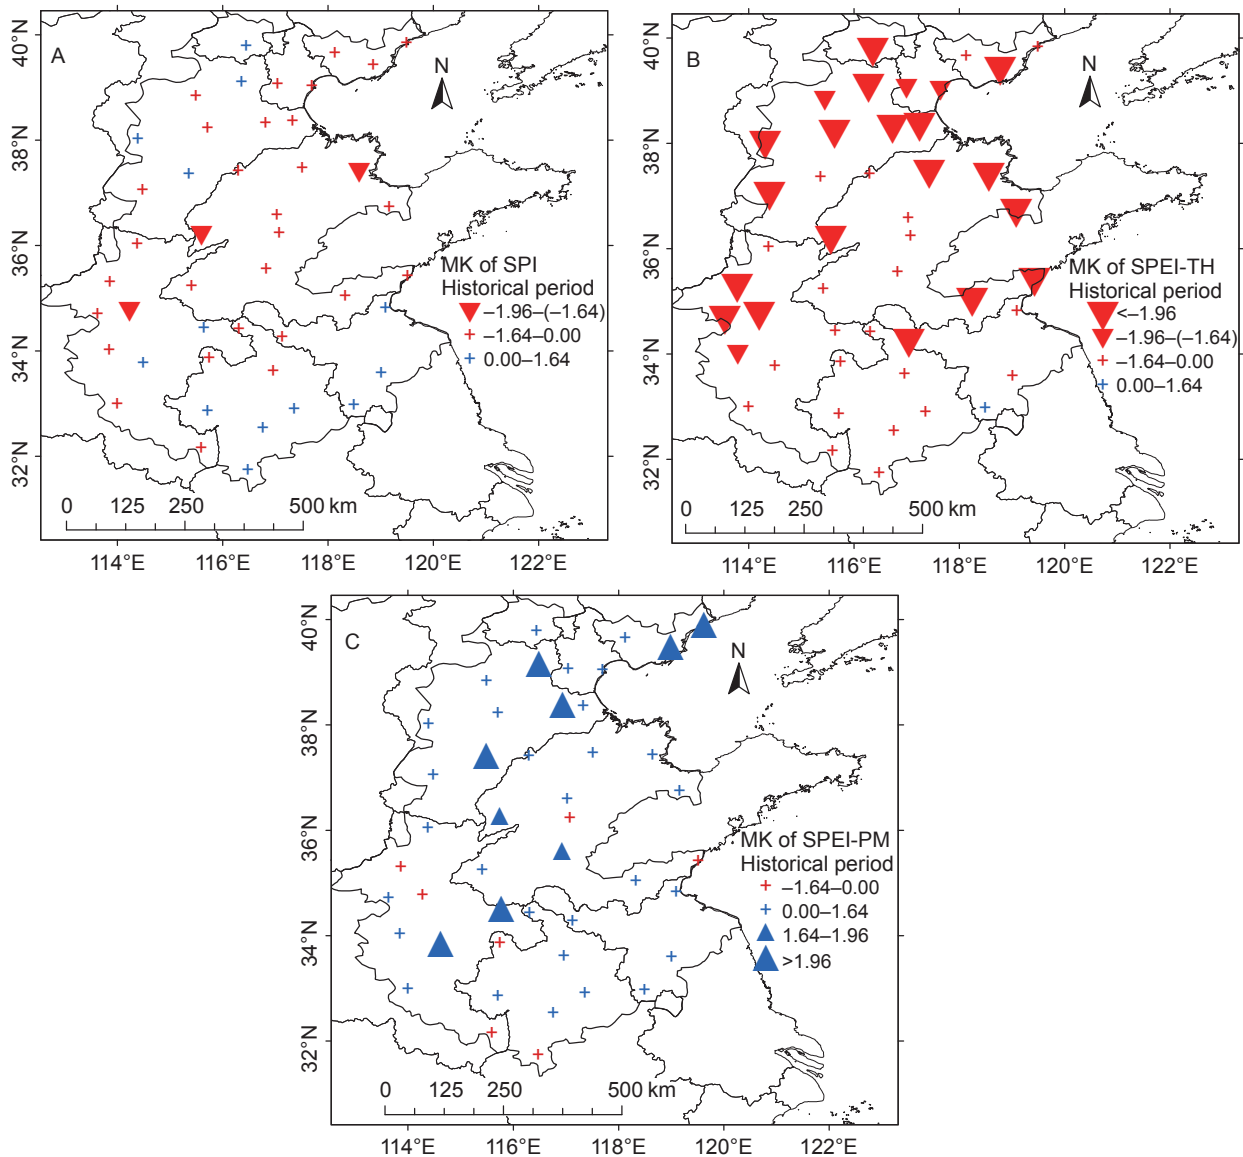 A
N
MK of SPI
Historical period
–1.96–(–1.64)
–1.64–0.00
0.00–1.64
40°N
38°N
36°N
34°N
32°N
0 125 250 500 km
114°E 116°E 118°E 120°E 122°E
B
N
MK of SPEI-TH
Historical period
<–1.96
–1.96–(–1.64)
–1.64–0.00
0.00–1.64
40°N
38°N
36°N
34°N
32°N
0 125 250 500 km
114°E 116°E 118°E 120°E 122°E
C
N
MK of SPEI-PM
Historical period
–1.64–0.00
0.00–1.64
1.64–1.96
>1.96
40°N
38°N
36°N
34°N
32°N
0 125 250 500 km
114°E 116°E 118°E 120°E 122°E